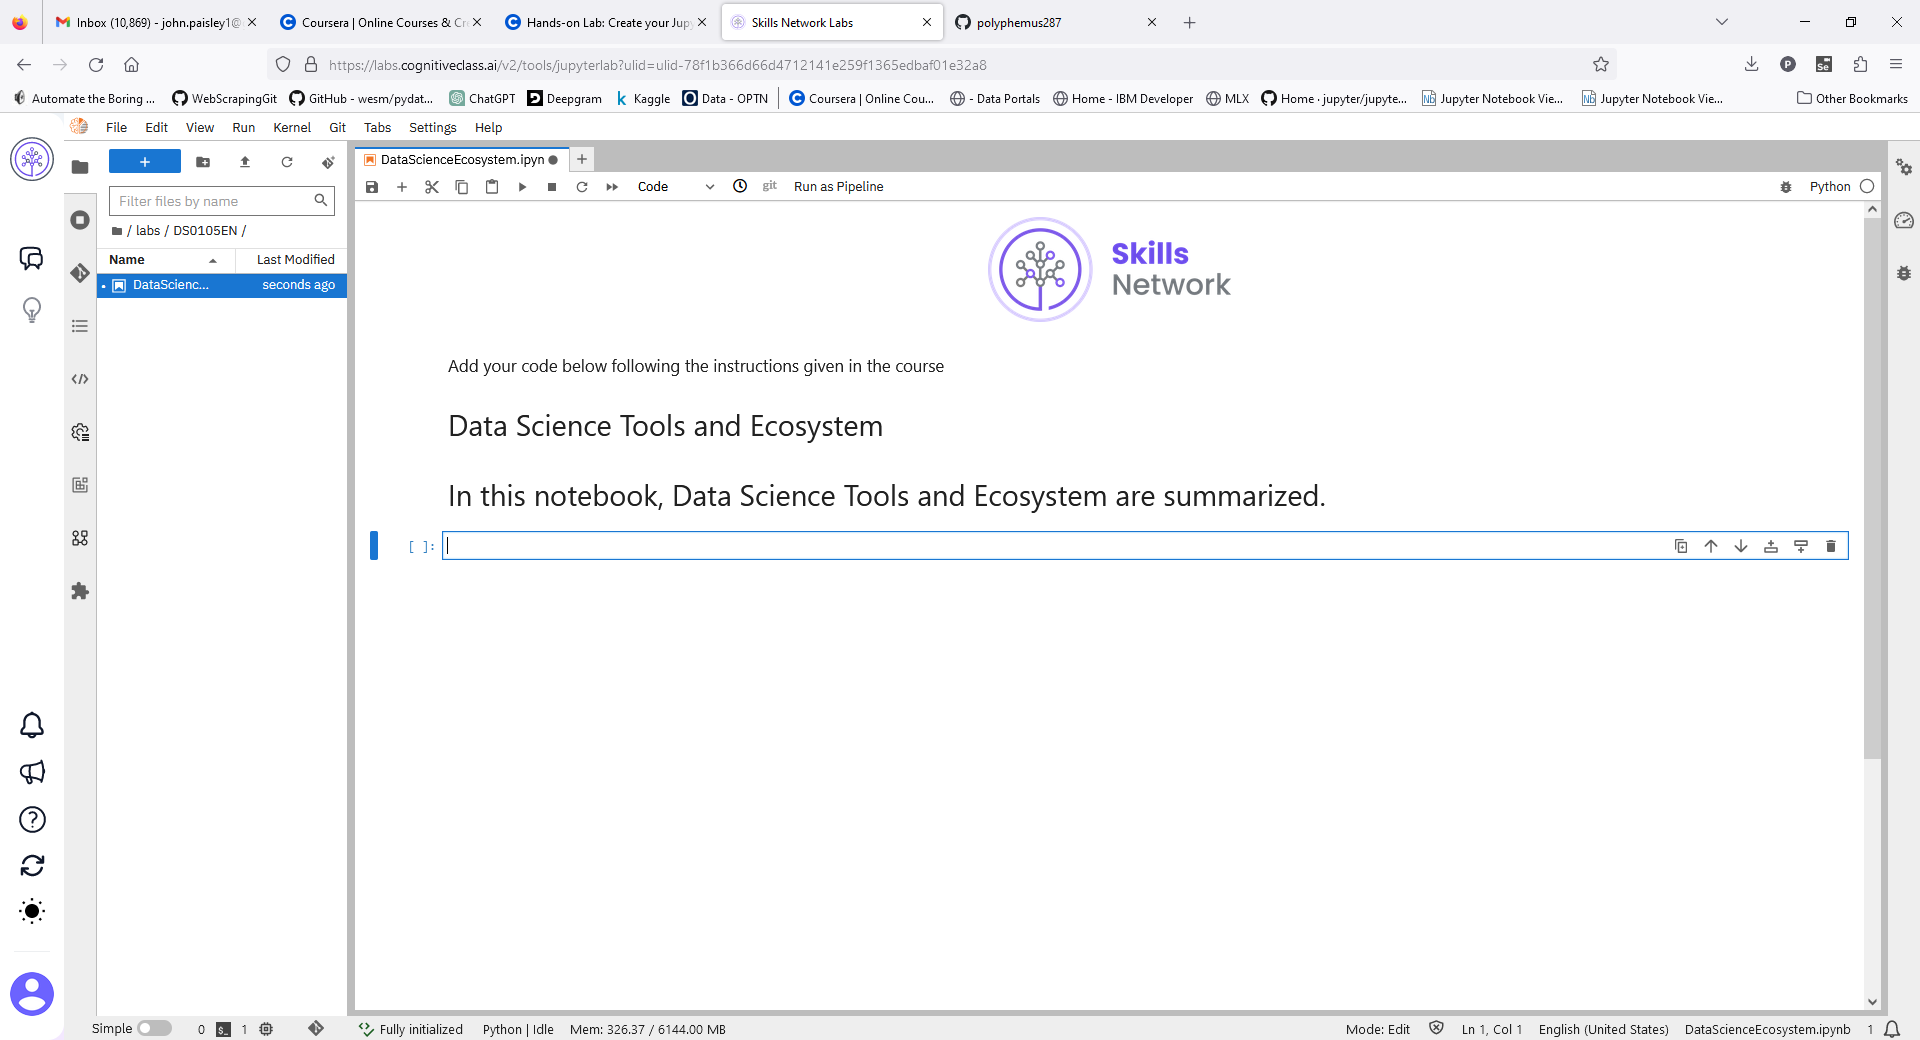 Inbox (10,869) - john.paisley1@ Coursera | Online Courses & Cre Hands-on Lab: Create your Jupy Skills Network Labs polyphemus287
https://labs.cognitiveclass.ai/v2/tools/jupyterlab?ulid=ulid-78f1b366d66d4712141e259f1365edbaf01e32a8
Automate the Boring ... WebScrapingGit GitHub - wesm/pydat... ChatGPT Deepgram Kaggle Data - OPTN Coursera | Online Cou... - Data Portals Home - IBM Developer MLX Home · jupyter/jupyte... Jupyter Notebook Vie... Jupyter Notebook Vie... Other Bookmarks
File Edit View Run Kernel Git Tabs Settings Help
DataScienceEcosystem.ipyn
Code git Run as Pipeline Python
Filter files by name
/ labs / DS0105EN /
Name Last Modified
DataScienc... seconds ago
Skills
Network
Add your code below following the instructions given in the course
Data Science Tools and Ecosystem
In this notebook, Data Science Tools and Ecosystem are summarized.
[ ]:
Simple 0 1 Fully initialized Python | Idle Mem: 326.37 / 6144.00 MB Mode: Edit Ln 1, Col 1 English (United States) DataScienceEcosystem.ipynb 1